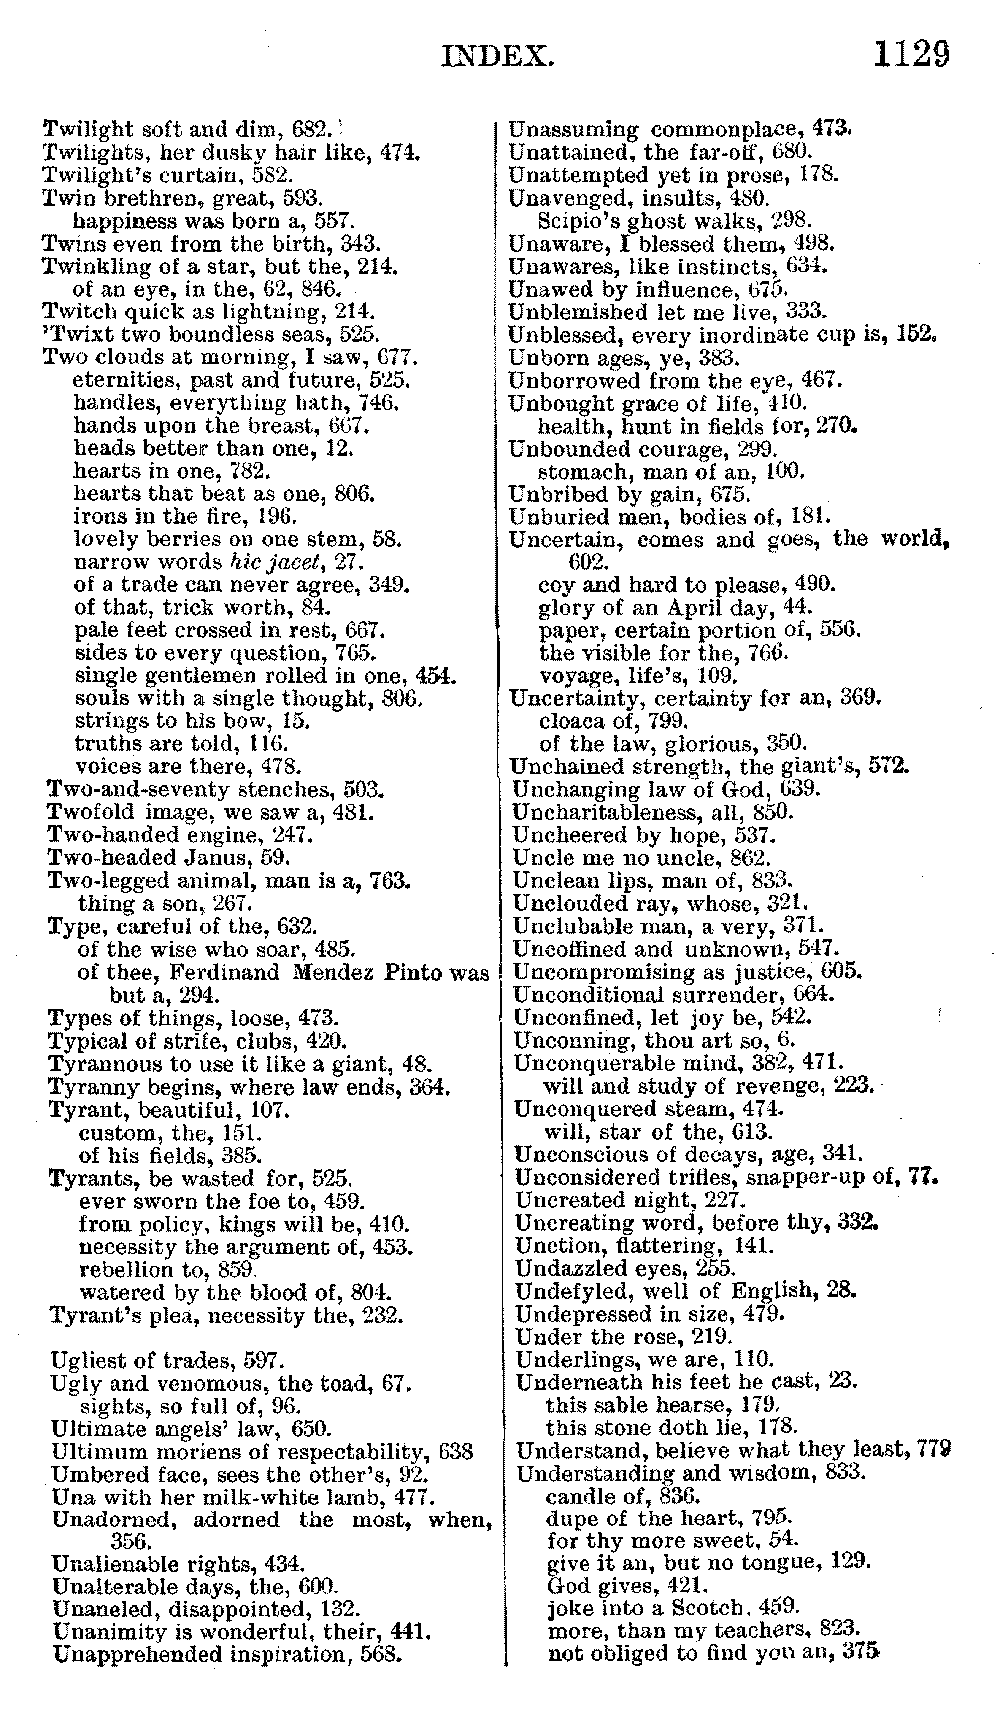 INDEX. 1129
Twilight soft and dim, 682.
Twilights, her dusky hair like, 474.
Twilight's curtain, 582.
Twin brethren, great, 593.
happiness was born a, 557.
Twins even from the birth, 343.
Twinkling of a star, but the, 214.
of an eye, in the, 62, 846.
Twitch quick as lightning, 214.
'Twixt two boundless seas, 525.
Two clouds at morning, I saw, 677.
eternities, past and future, 525.
handles, everything hath, 746.
hands upon the breast, 667.
heads better than one, 12.
hearts in one, 782.
hearts that beat as one, 806.
irons in the fire, 196.
lovely berries on one stem, 58.
narrow words hic jacet, 27.
of a trade can never agree, 349.
of that, trick worth, 84.
pale feet crossed in rest, 667.
sides to every question, 765.
single gentlemen rolled in one, 454.
souls with a single thought, 806.
strings to his bow, 15.
truths are told, 116.
voices are there, 478.
Two-and-seventy stenches, 503.
Twofold image, we saw a, 481.
Two-handed engine, 247.
Two-headed Janus, 59.
Two-legged animal, man is a, 763.
thing a son, 267.
Type, careful of the, 632.
of the wise who soar, 485.
of thee, Ferdinand Mendez Pinto was
but a, 294.
Types of things, loose, 473.
Typical of strife, clubs, 420.
Tyrannous to use it like a giant, 48.
Tyranny begins, where law ends, 364.
Tyrant, beautiful, 107.
custom, the, 151.
of his fields, 385.
Tyrants, be wasted for, 525.
ever sworn the foe to, 459.
from policy, kings will be, 410.
necessity the argument of, 453.
rebellion to, 859.
watered by the blood of, 804.
Tyrant's plea, necessity the, 232.
Ugliest of trades, 597.
Ugly and venomous, the toad, 67.
sights, so full of, 96.
Ultimate angels' law, 650.
Ultimum moriens of respectability, 638
Umbered face, sees the other's, 92.
Una with her milk-white lamb, 477.
Unadorned, adorned the most, when,
356.
Unalienable rights, 434.
Unalterable days, the, 600.
Unaneled, disappointed, 132.
Unanimity is wonderful, their, 441.
Unapprehended inspiration, 568.
Unassuming commonplace, 473.
Unattained, the far-off, 680.
Unattempted yet in prose, 178.
Unavenged, insults, 480.
Scipio's ghost walks, 298.
Unaware, I blessed them, 498.
Unawares, like instincts, 634.
Unawed by influence, 675.
Unblemished let me live, 333.
Unblessed, every inordinate cup is, 152.
Unborn ages, ye, 383.
Unborrowed from the eye, 467.
Unbought grace of life, 410.
health, hunt in fields for, 270.
Unbounded courage, 299.
stomach, man of an, 100.
Unbribed by gain, 675.
Unburied men, bodies of, 181.
Uncertain, comes and goes, the world,
602.
coy and hard to please, 490.
glory of an April day, 44.
paper, certain portion of, 556.
the visible for the, 766.
voyage, life's, 109.
Uncertainty, certainty for an, 369.
cloaca of, 799.
of the law, glorious, 350.
Unchained strength, the giant's, 572.
Unchanging law of God, 639.
Uncharitableness, all, 850.
Uncheered by hope, 537.
Uncle me no uncle, 862.
Unclean lips, man of, 833.
Unclouded ray, whose, 321.
Unclubable man, a very, 371.
Uncoffined and unknown, 547.
Uncompromising as justice, 605.
Unconditional surrender, 664.
Unconfined, let joy be, 542.
Unconning, thou art so, 6.
Unconquerable mind, 382, 471.
will and study of revenge, 223.
Unconquered steam, 474.
will, star of the, 613.
Unconscious of decays, age, 341.
Unconsidered trifles, snapper-up of, 77.
Uncreated night, 227.
Uncreating word, before thy, 332.
Unction, flattering, 141.
Undazzled eyes, 255.
Undefyled, well of English, 28.
Undepressed in size, 479.
Under the rose, 219.
Underlings, we are, 110.
Underneath his feet he cast, 23.
this sable hearse, 179.
this stone doth lie, 178.
Understand, believe what they least, 779
Understanding and wisdom, 833.
candle of, 836.
dupe of the heart, 795.
for thy more sweet, 54.
give it an, but no tongue, 129.
God gives, 421.
joke into a Scotch, 459.
more, than my teachers, 823.
not obliged to find you an, 375